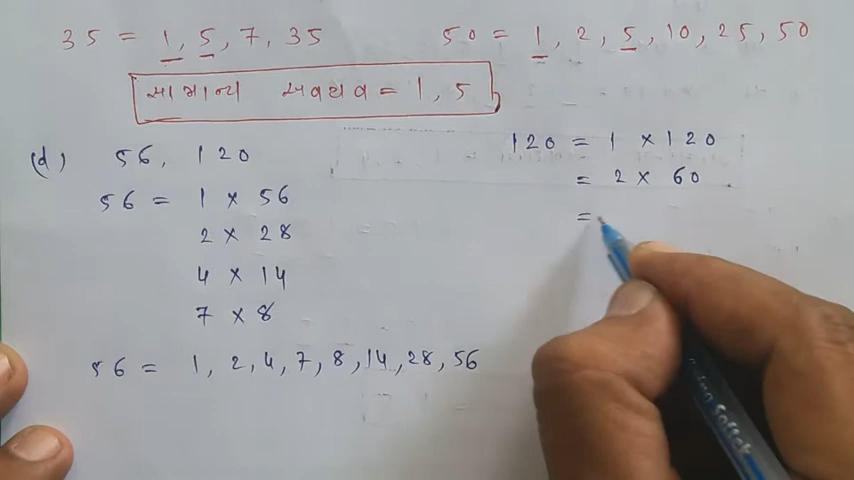 35 = 1, 5, 7, 35
50 = 1, 2, 5, 10, 25, 50
સામાન્ય અવયવ = 1, 5
(d) 56, 120
56 = 1 × 56
2 × 28
4 × 14
7 × 8
56 = 1, 2, 4, 7, 8, 14, 28, 56
120 = 1 × 120
= 2 × 60
=